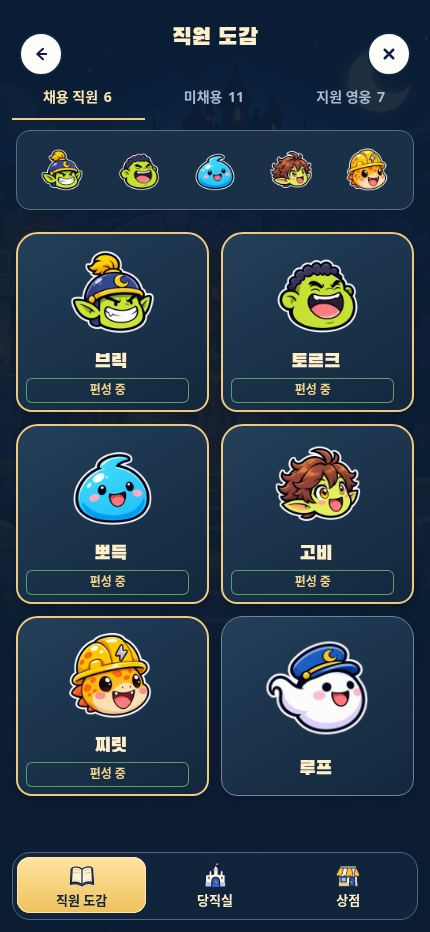 직원 도감
채용 직원 6
미채용 11
지원 영웅 7
브릭
편성 중
토르크
편성 중
뽀득
편성 중
고비
편성 중
찌릿
편성 중
루프
직원 도감
당직실
상점